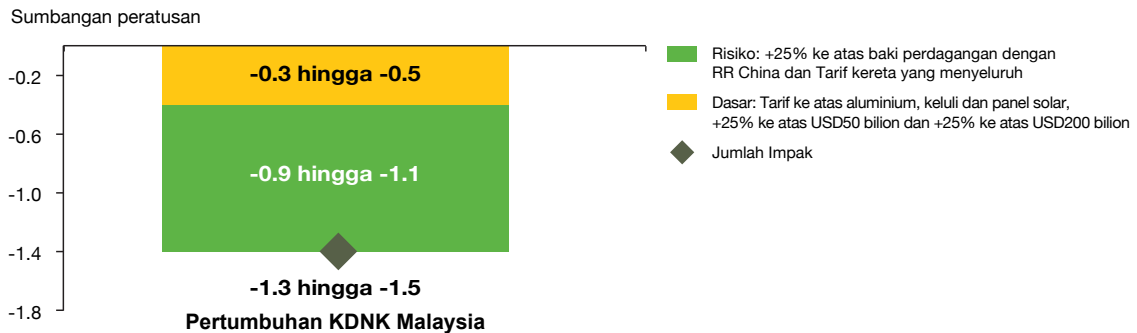 Sumbangan peratusan
-0.2
-0.6
-1.0
-1.4
-1.8
-0.3 hingga -0.5
-0.9 hingga -1.1
-1.3 hingga -1.5
Pertumbuhan KDNK Malaysia
Risiko: +25% ke atas baki perdagangan dengan
RR China dan Tarif kereta yang menyeluruh
Dasar: Tarif ke atas aluminium, keluli dan panel solar,
+25% ke atas USD50 bilion dan +25% ke atas USD200 bilion
Jumlah Impak